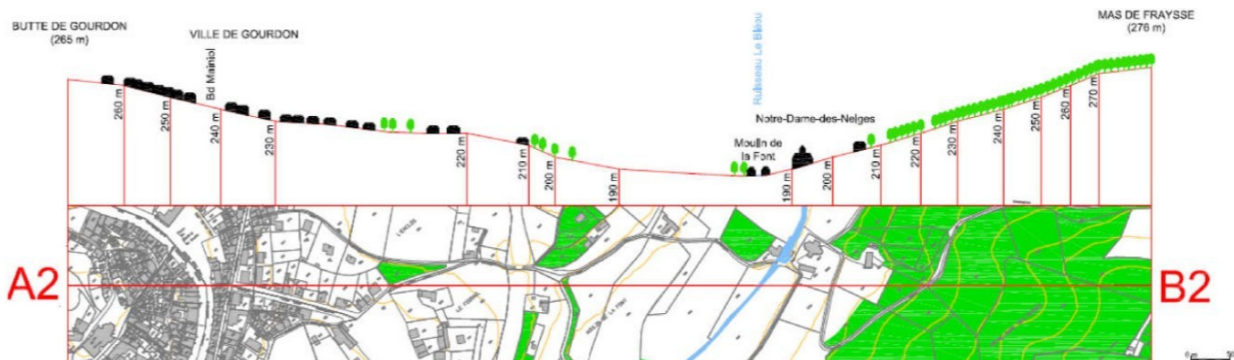 BUTTE DE GOURDON
(265 m)
VILLE DE GOURDON
Bd Mainiol
Ruisseau Le Bléou
MAS DE FRAYSSE
(276 m)
Notre-Dame-des-Neiges
Moulin de
la Font
260 m
250 m
240 m
230 m
220 m
210 m
200 m
190 m
190 m
200 m
210 m
220 m
230 m
240 m
250 m
260 m
270 m
A2
B2
L'ENCLOS
0 m